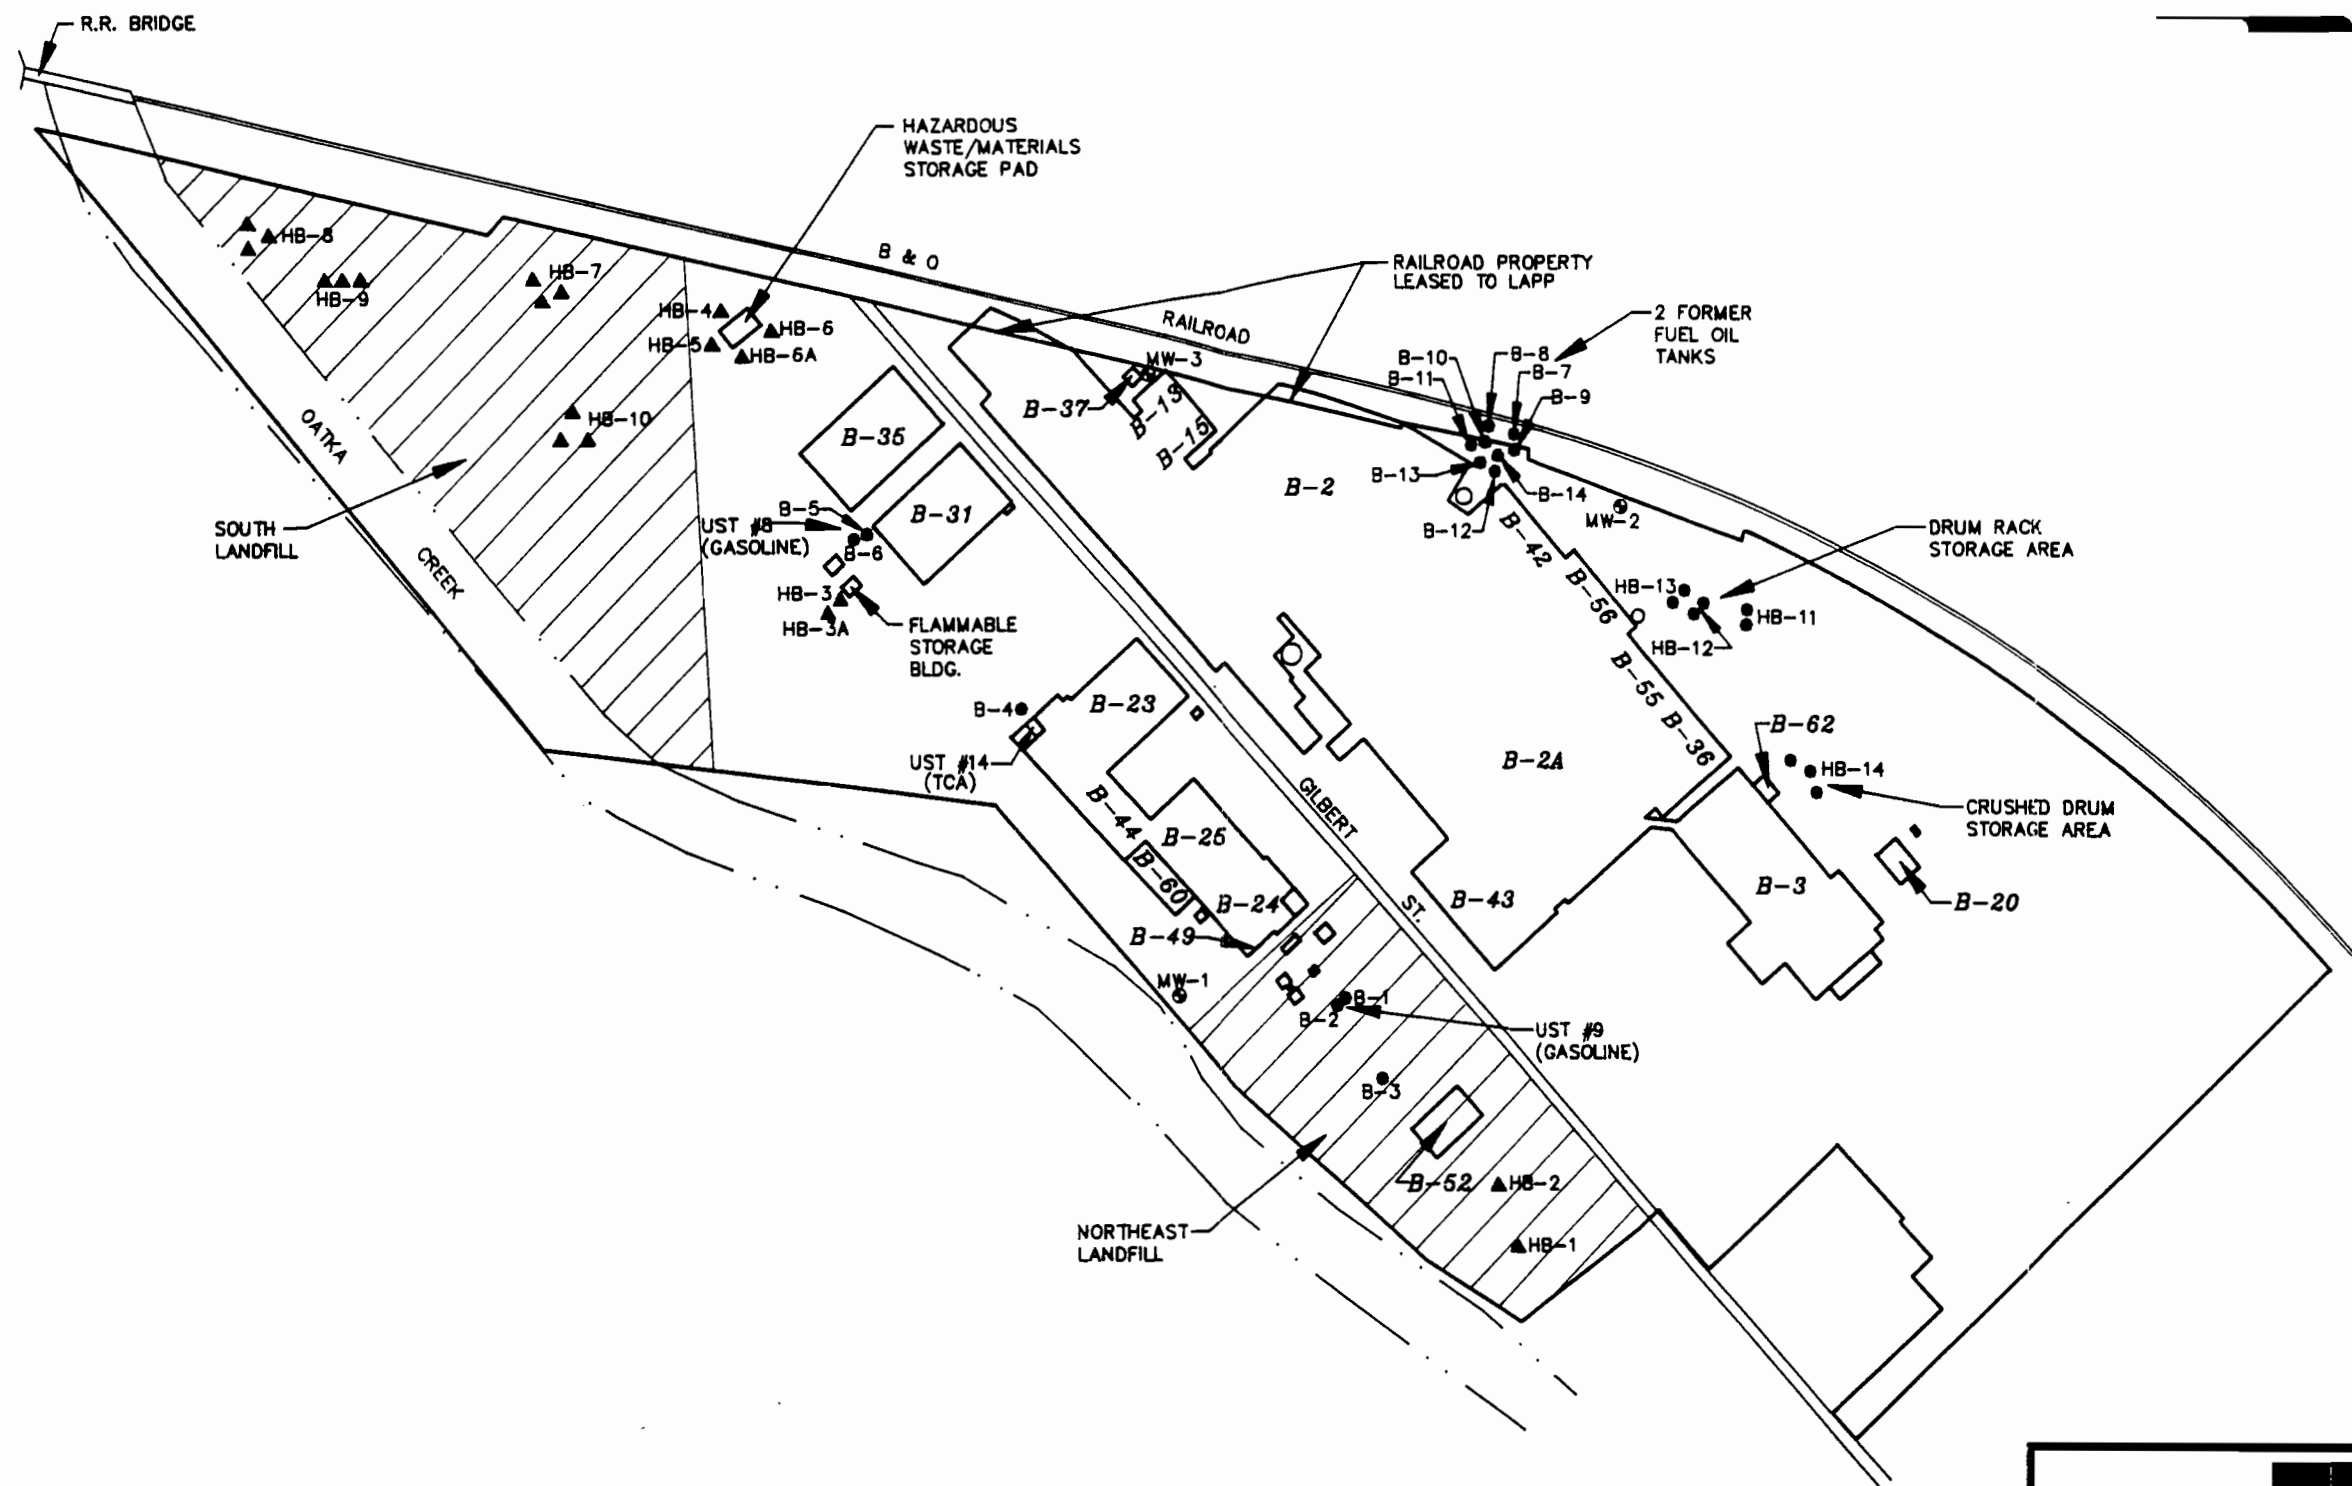 R.R. BRIDGE
HAZARDOUS
WASTE/MATERIALS
STORAGE PAD
B & O
RAILROAD
RAILROAD PROPERTY
LEASED TO LAPP
2 FORMER
FUEL OIL
TANKS
HB-8
HB-9
HB-7
HB-4
HB-5
HB-6
HB-6A
HB-10
MW-3
B-37
B-13
B-15
B-10
B-11
B-8
B-7
B-9
B-13
B-14
B-12
B-2
B-35
B-31
OATKA
CREEK
SOUTH
LANDFILL
UST #8
(GASOLINE)
B-5
B-6
HB-3
HB-3A
FLAMMABLE
STORAGE
BLDG.
MW-2
B-42
B-56
B-55
B-36
DRUM RACK
STORAGE AREA
HB-13
HB-11
HB-12
B-62
HB-14
CRUSHED DRUM
STORAGE AREA
B-4
B-23
UST #14
(TCA)
B-44
B-25
B-60
B-24
B-49
MW-1
GILBERT
ST.
B-2A
B-43
B-3
B-20
B-1
B-2
UST #9
(GASOLINE)
B-3
B-52
HB-2
HB-1
NORTHEAST
LANDFILL